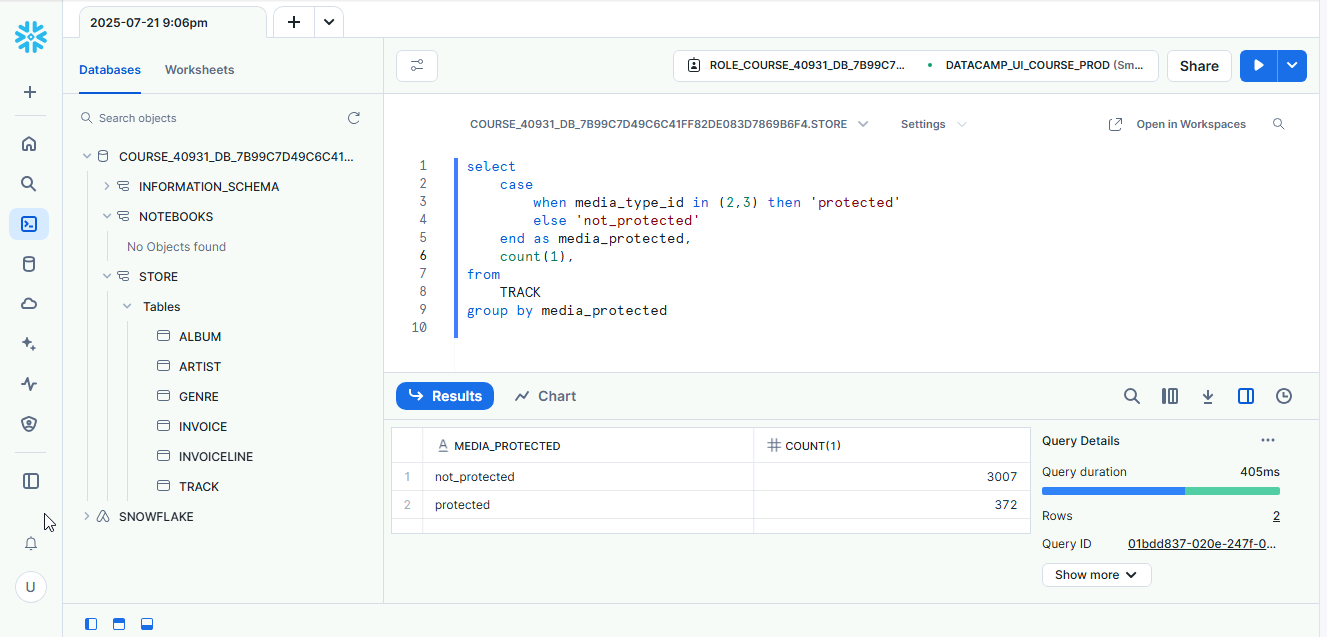 2025-07-21 9:06pm
Databases
Worksheets
ROLE_COURSE_40931_DB_7B99C7...
DATACAMP_UI_COURSE_PROD (Sm...
Share
Search objects
COURSE_40931_DB_7B99C7D49C6C41...
INFORMATION_SCHEMA
NOTEBOOKS
No Objects found
STORE
Tables
ALBUM
ARTIST
GENRE
INVOICE
INVOICELINE
TRACK
SNOWFLAKE
U
COURSE_40931_DB_7B99C7D49C6C41FF82DE083D7869B6F4.STORE
Settings
Open in Workspaces
1 select
2 case
3 when media_type_id in (2,3) then 'protected'
4 else 'not_protected'
5 end as media_protected,
6 count(1),
7 from
8 TRACK
9 group by media_protected
10
Results
Chart
A MEDIA_PROTECTED
# COUNT(1)
1 not_protected 3007
2 protected 372
Query Details
Query duration 405ms
Rows 2
Query ID 01bdd837-020e-247f-0...
Show more